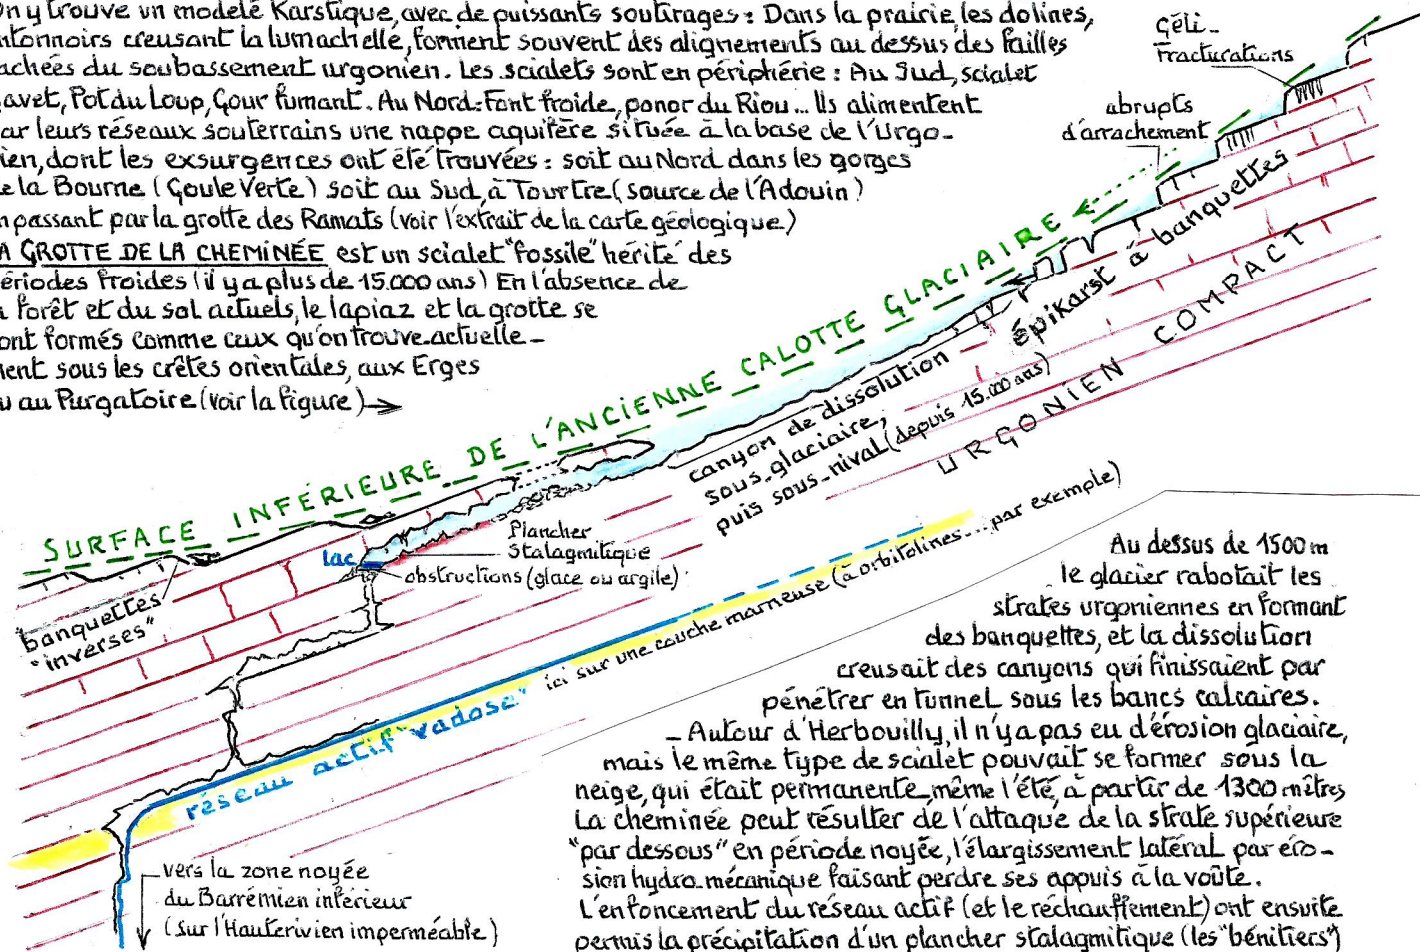 On y trouve un modelé Karstique, avec de puissants soutirages : Dans la prairie, les dolines,
ntonnoirs creusant la lumachelle, forment souvent des alignements au dessus des failles
achées du soubassement urgonien. Les scialets sont en périphérie : Au Sud, scialet
avet, Pot du Loup, Gour fumant. Au Nord : Font froide, ponor du Riou... Ils alimentent
ar leurs réseaux souterrains une nappe aquifère située à la base de l'Urgo-
ien, dont les exsurgences ont été trouvées : soit au Nord dans les gorges
e la Bourne (Goule Verte) soit au Sud, à Tourtre (source de l'Adouin)
n passant par la grotte des Ramats (voir l'extrait de la carte géologique)
A GROTTE DE LA CHEMINÉE est un scialet "fossile" hérité des
ériodes froides (il y a plus de 15.000 ans) En l'absence de
a forêt et du sol actuels, le lapiaz et la grotte se
ont formés comme ceux qu'on trouve actuelle-
ment sous les crêtes orientales, aux Erges
u au Purgatoire (voir la figure) →
Géli-
fracturations
abrupts
d'arrachement
SURFACE INFÉRIEURE DE L'ANCIENNE CALOTTE GLACIAIRE
épikarst à banquettes
URGONIEN COMPACT
canyon de dissolution
sous-glaciaire,
puis sous-nival (depuis 15.000 ans)
Plancher
Stalagmitique
lac
obstructions (glace ou argile)
banquettes
"inverses"
réseau actif "vadose"
ici sur une couche marneuse (à orbitolines... par exemple)
vers la zone noyée
du Barrémien inférieur
(sur l'Hauterivien imperméable)
Au dessus de 1500 m
le glacier rabotait les
strates urgoniennes en formant
des banquettes, et la dissolution
creusait des canyons qui finissaient par
pénétrer en tunnel sous les bancs calcaires.
- Autour d'Herbouilly, il n'y a pas eu d'érosion glaciaire,
mais le même type de scialet pouvait se former sous la
neige, qui était permanente, même l'été, à partir de 1300 mètres
La cheminée peut résulter de l'attaque de la strate supérieure
"par dessous" en période noyée, l'élargissement latéral par éro-
sion hydro-mécanique faisant perdre ses appuis à la voûte.
L'enfoncement du réseau actif (et le réchauffement) ont ensuite
permis la précipitation d'un plancher stalagmitique (les "bénitiers")